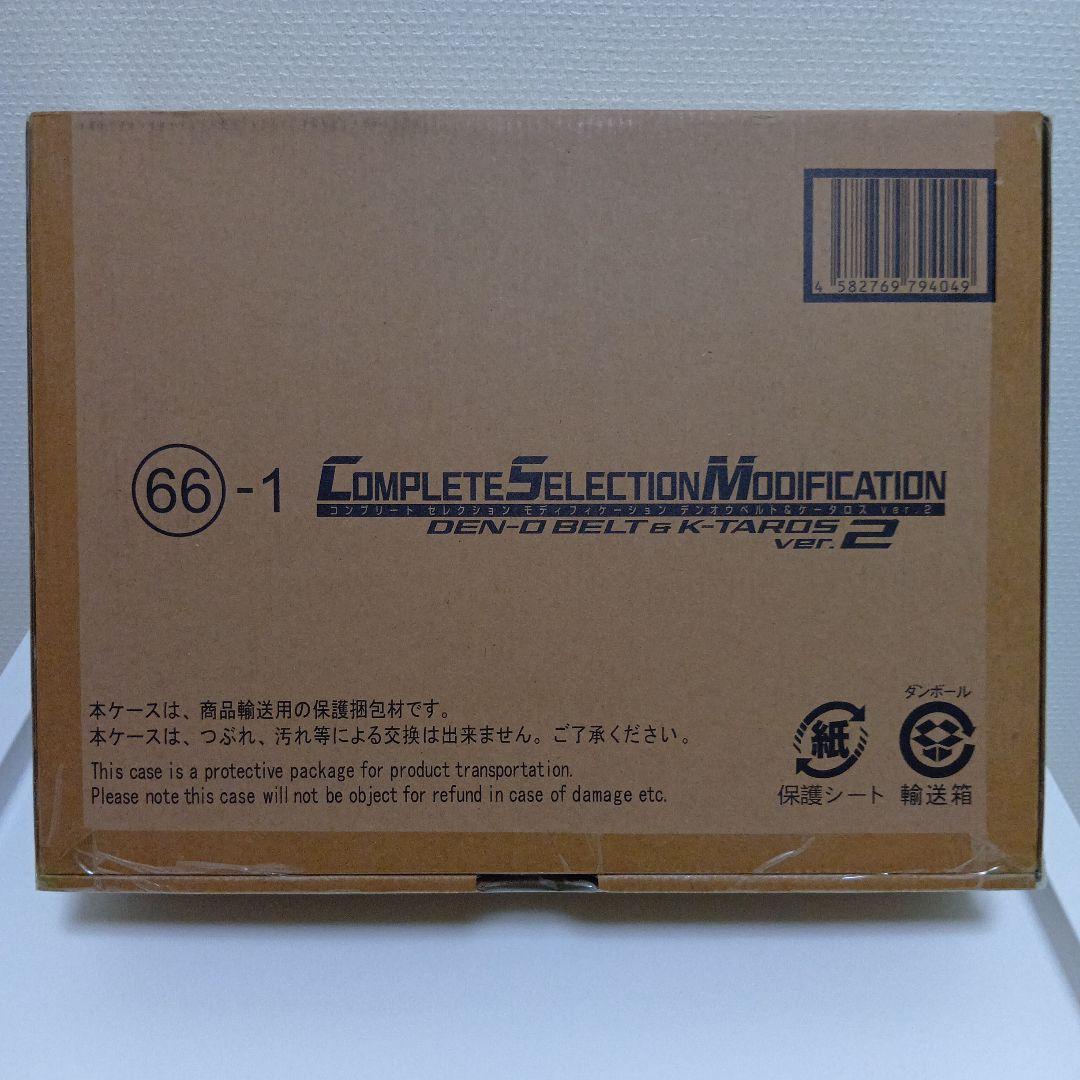 4 582769 794049
66-1 COMPLETE SELECTION MODIFICATION
コンプリート セレクション モディフィケーション デンオウベルト&ケータロス ver.2
DEN-O BELT & K-TAROS
ver.2
本ケースは、商品輸送用の保護梱包材です。
本ケースは、つぶれ、汚れ等による交換は出来ません。ご了承ください。
This case is a protective package for product transportation.
Please note this case will not be object for refund in case of damage etc.
紙
保護シート
ダンボール
輸送箱